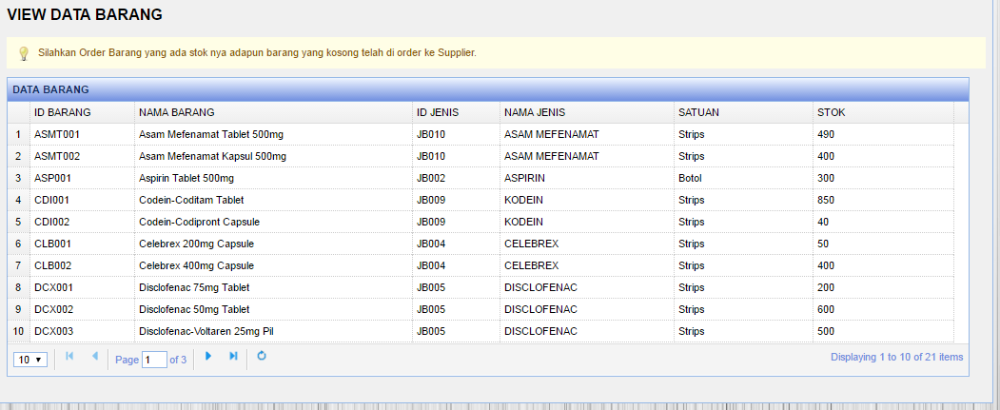 VIEW DATA BARANG
Silahkan Order Barang yang ada stok nya adapun barang yang kosong telah di order ke Supplier.
DATA BARANG
ID BARANG NAMA BARANG ID JENIS NAMA JENIS SATUAN STOK
1 ASMT001 Asam Mefenamat Tablet 500mg JB010 ASAM MEFENAMAT Strips 490
2 ASMT002 Asam Mefenamat Kapsul 500mg JB010 ASAM MEFENAMAT Strips 400
3 ASP001 Aspirin Tablet 500mg JB002 ASPIRIN Botol 300
4 CDI001 Codein-Coditam Tablet JB009 KODEIN Strips 850
5 CDI002 Codein-Codipront Capsule JB009 KODEIN Strips 40
6 CLB001 Celebrex 200mg Capsule JB004 CELEBREX Strips 50
7 CLB002 Celebrex 400mg Capsule JB004 CELEBREX Strips 400
8 DCX001 Disclofenac 75mg Tablet JB005 DISCLOFENAC Strips 200
9 DCX002 Disclofenac 50mg Tablet JB005 DISCLOFENAC Strips 600
10 DCX003 Disclofenac-Voltaren 25mg Pil JB005 DISCLOFENAC Strips 500
10 Page 1 of 3 Displaying 1 to 10 of 21 items